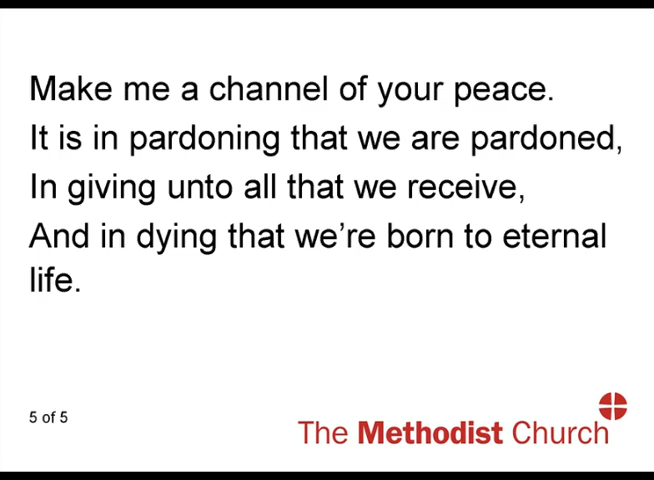 Make me a channel of your peace.
It is in pardoning that we are pardoned,
In giving unto all that we receive,
And in dying that we’re born to eternal
life.
5 of 5
The Methodist Church